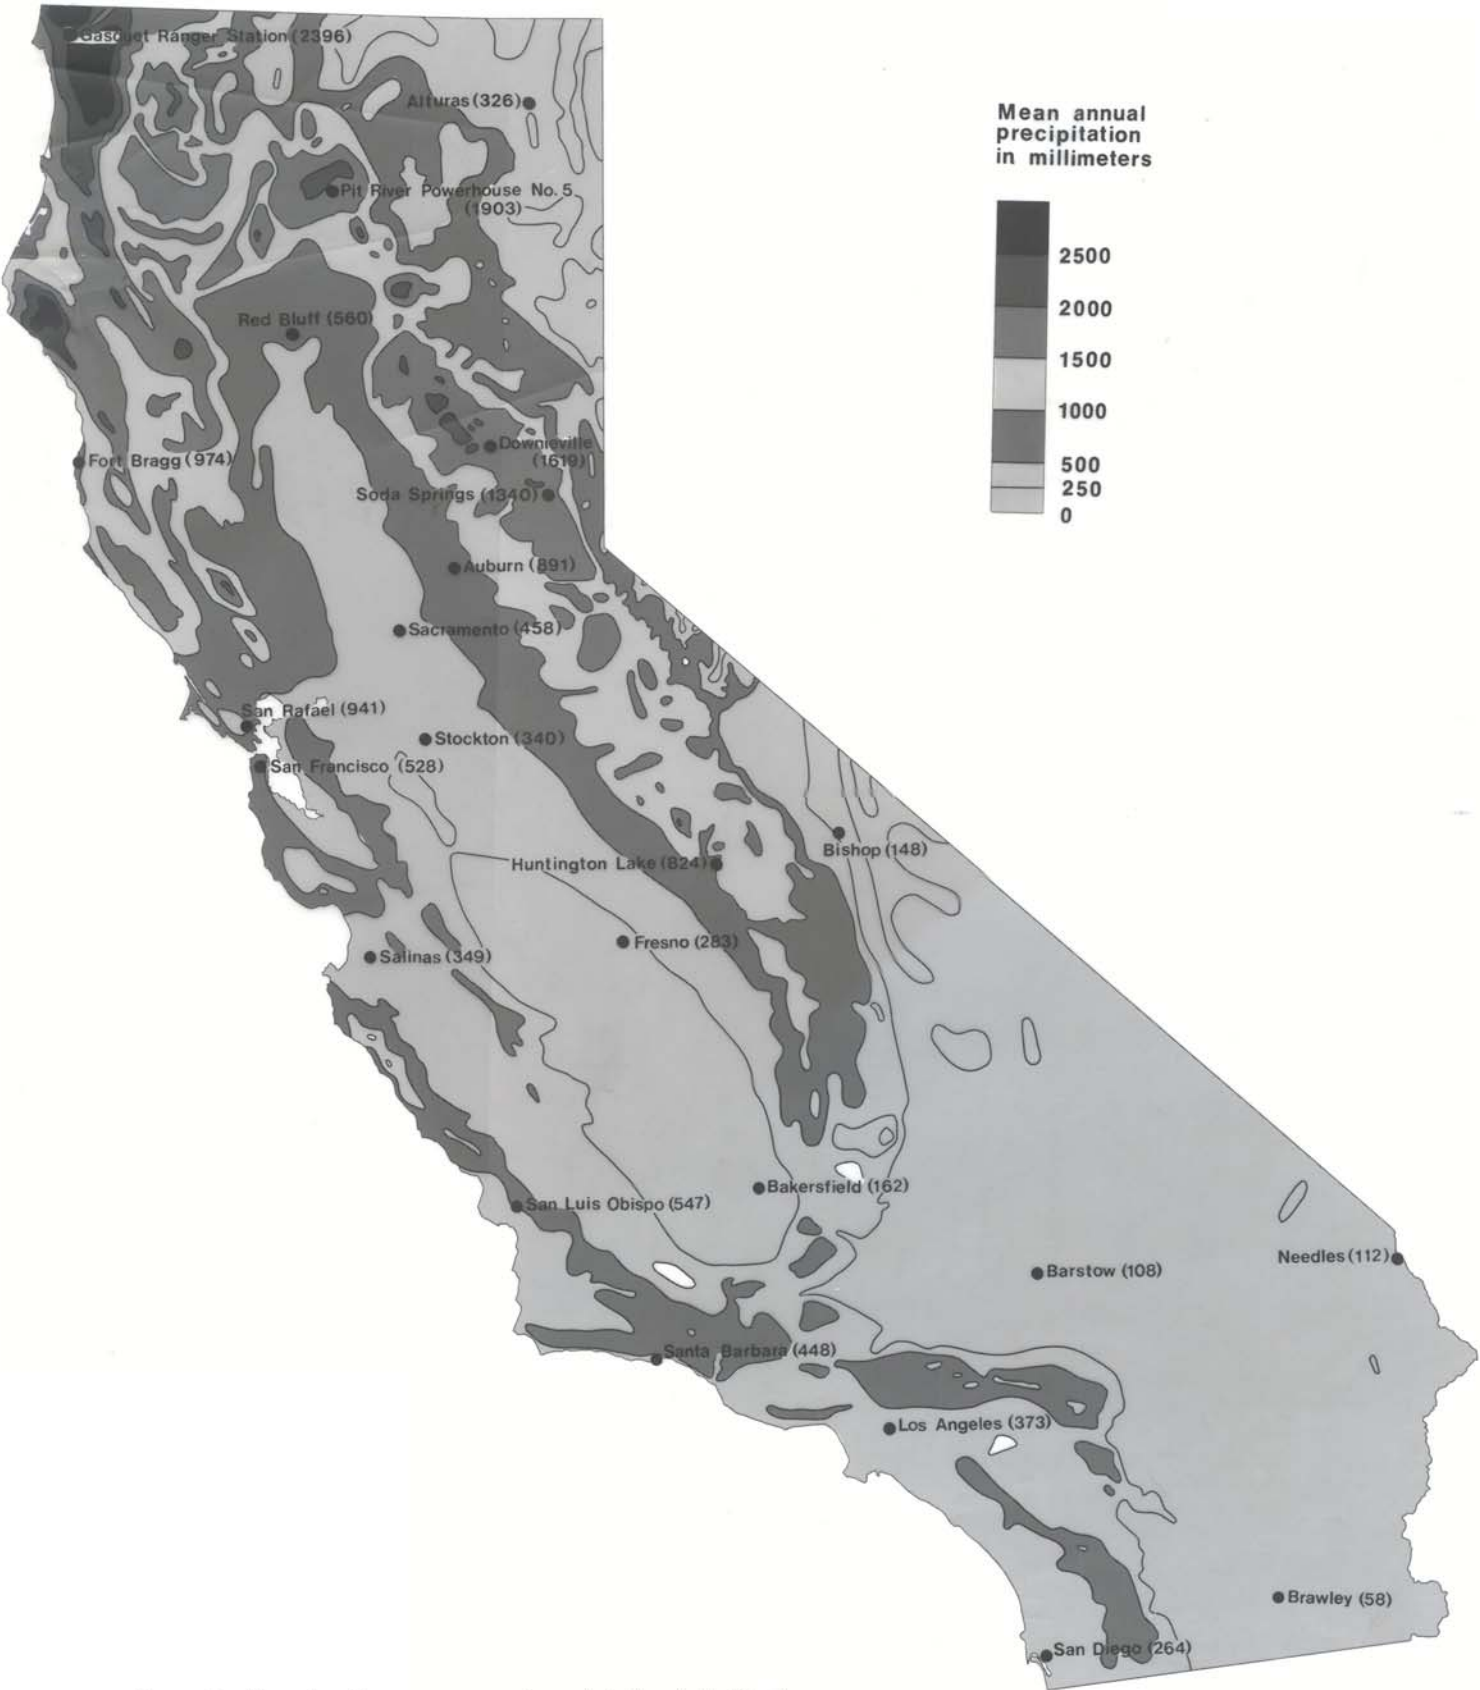 Gasquet Ranger Station (2396)
Alturas (326)
Mean annual
precipitation
in millimeters
Pit River Powerhouse No. 5
(1903)
2500
2000
1500
1000
500
250
0
Red Bluff (560)
Downieville
(1619)
Fort Bragg (974)
Soda Springs (1340)
Auburn (891)
Sacramento (458)
San Rafael (941)
Stockton (340)
San Francisco (528)
Bishop (148)
Huntington Lake (824)
Fresno (283)
Salinas (349)
Bakersfield (162)
San Luis Obispo (547)
Needles (112)
Barstow (108)
Santa Barbara (448)
Los Angeles (373)
Brawley (58)
San Diego (264)